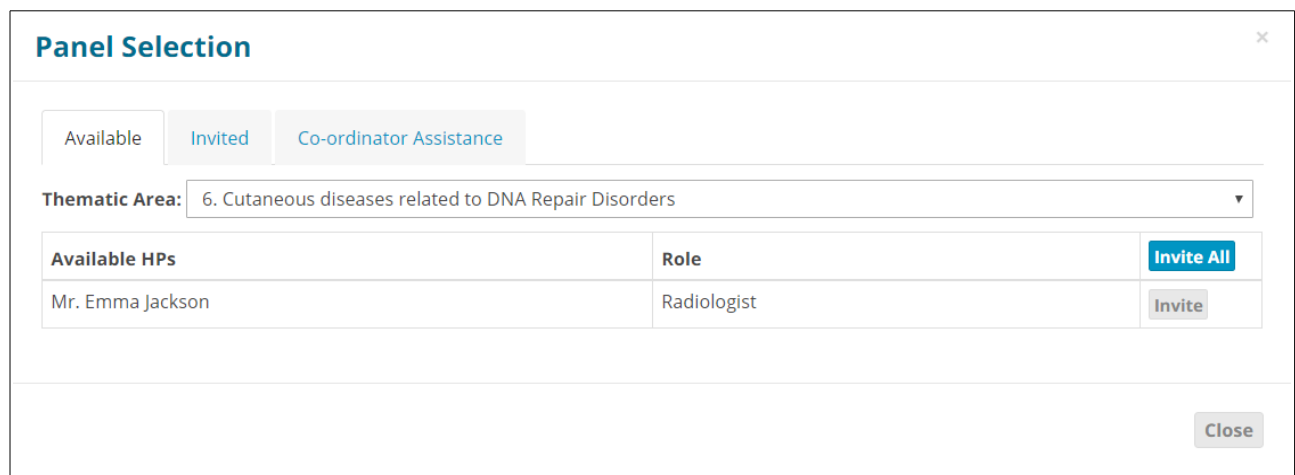 Panel Selection ×
Available Invited Co-ordinator Assistance
Thematic Area: 6. Cutaneous diseases related to DNA Repair Disorders
Available HPs Role Invite All
Mr. Emma Jackson Radiologist Invite
Close